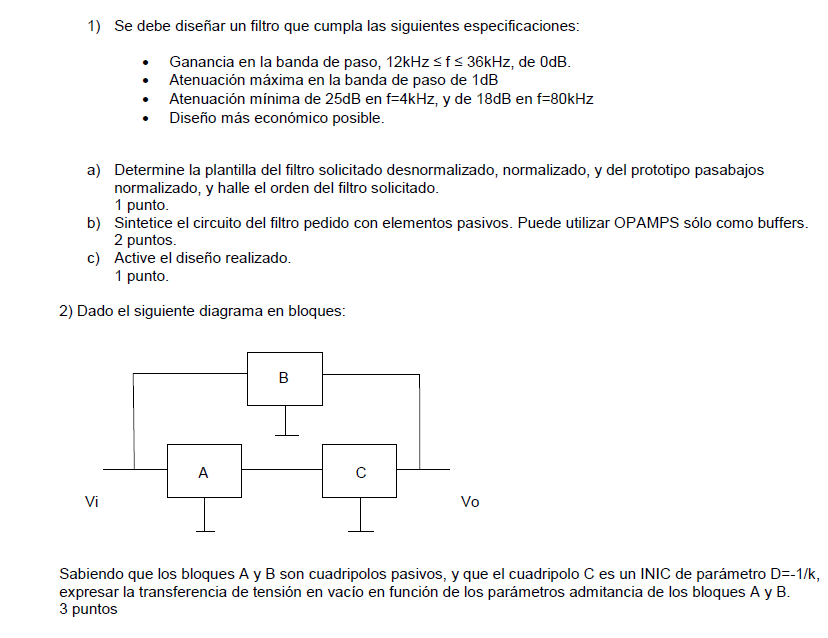 1) Se debe diseñar un filtro que cumpla las siguientes especificaciones:
• Ganancia en la banda de paso, 12kHz ≤ f ≤ 36kHz, de 0dB.
• Atenuación máxima en la banda de paso de 1dB
• Atenuación mínima de 25dB en f=4kHz, y de 18dB en f=80kHz
• Diseño más económico posible.
a) Determine la plantilla del filtro solicitado desnormalizado, normalizado, y del prototipo pasabajos
normalizado, y halle el orden del filtro solicitado.
1 punto.
b) Sintetice el circuito del filtro pedido con elementos pasivos. Puede utilizar OPAMPS sólo como buffers.
2 puntos.
c) Active el diseño realizado.
1 punto.
2) Dado el siguiente diagrama en bloques:
B
A
C
Vi
Vo
Sabiendo que los bloques A y B son cuadripolos pasivos, y que el cuadripolo C es un INIC de parámetro D=-1/k,
expresar la transferencia de tensión en vacío en función de los parámetros admitancia de los bloques A y B.
3 puntos